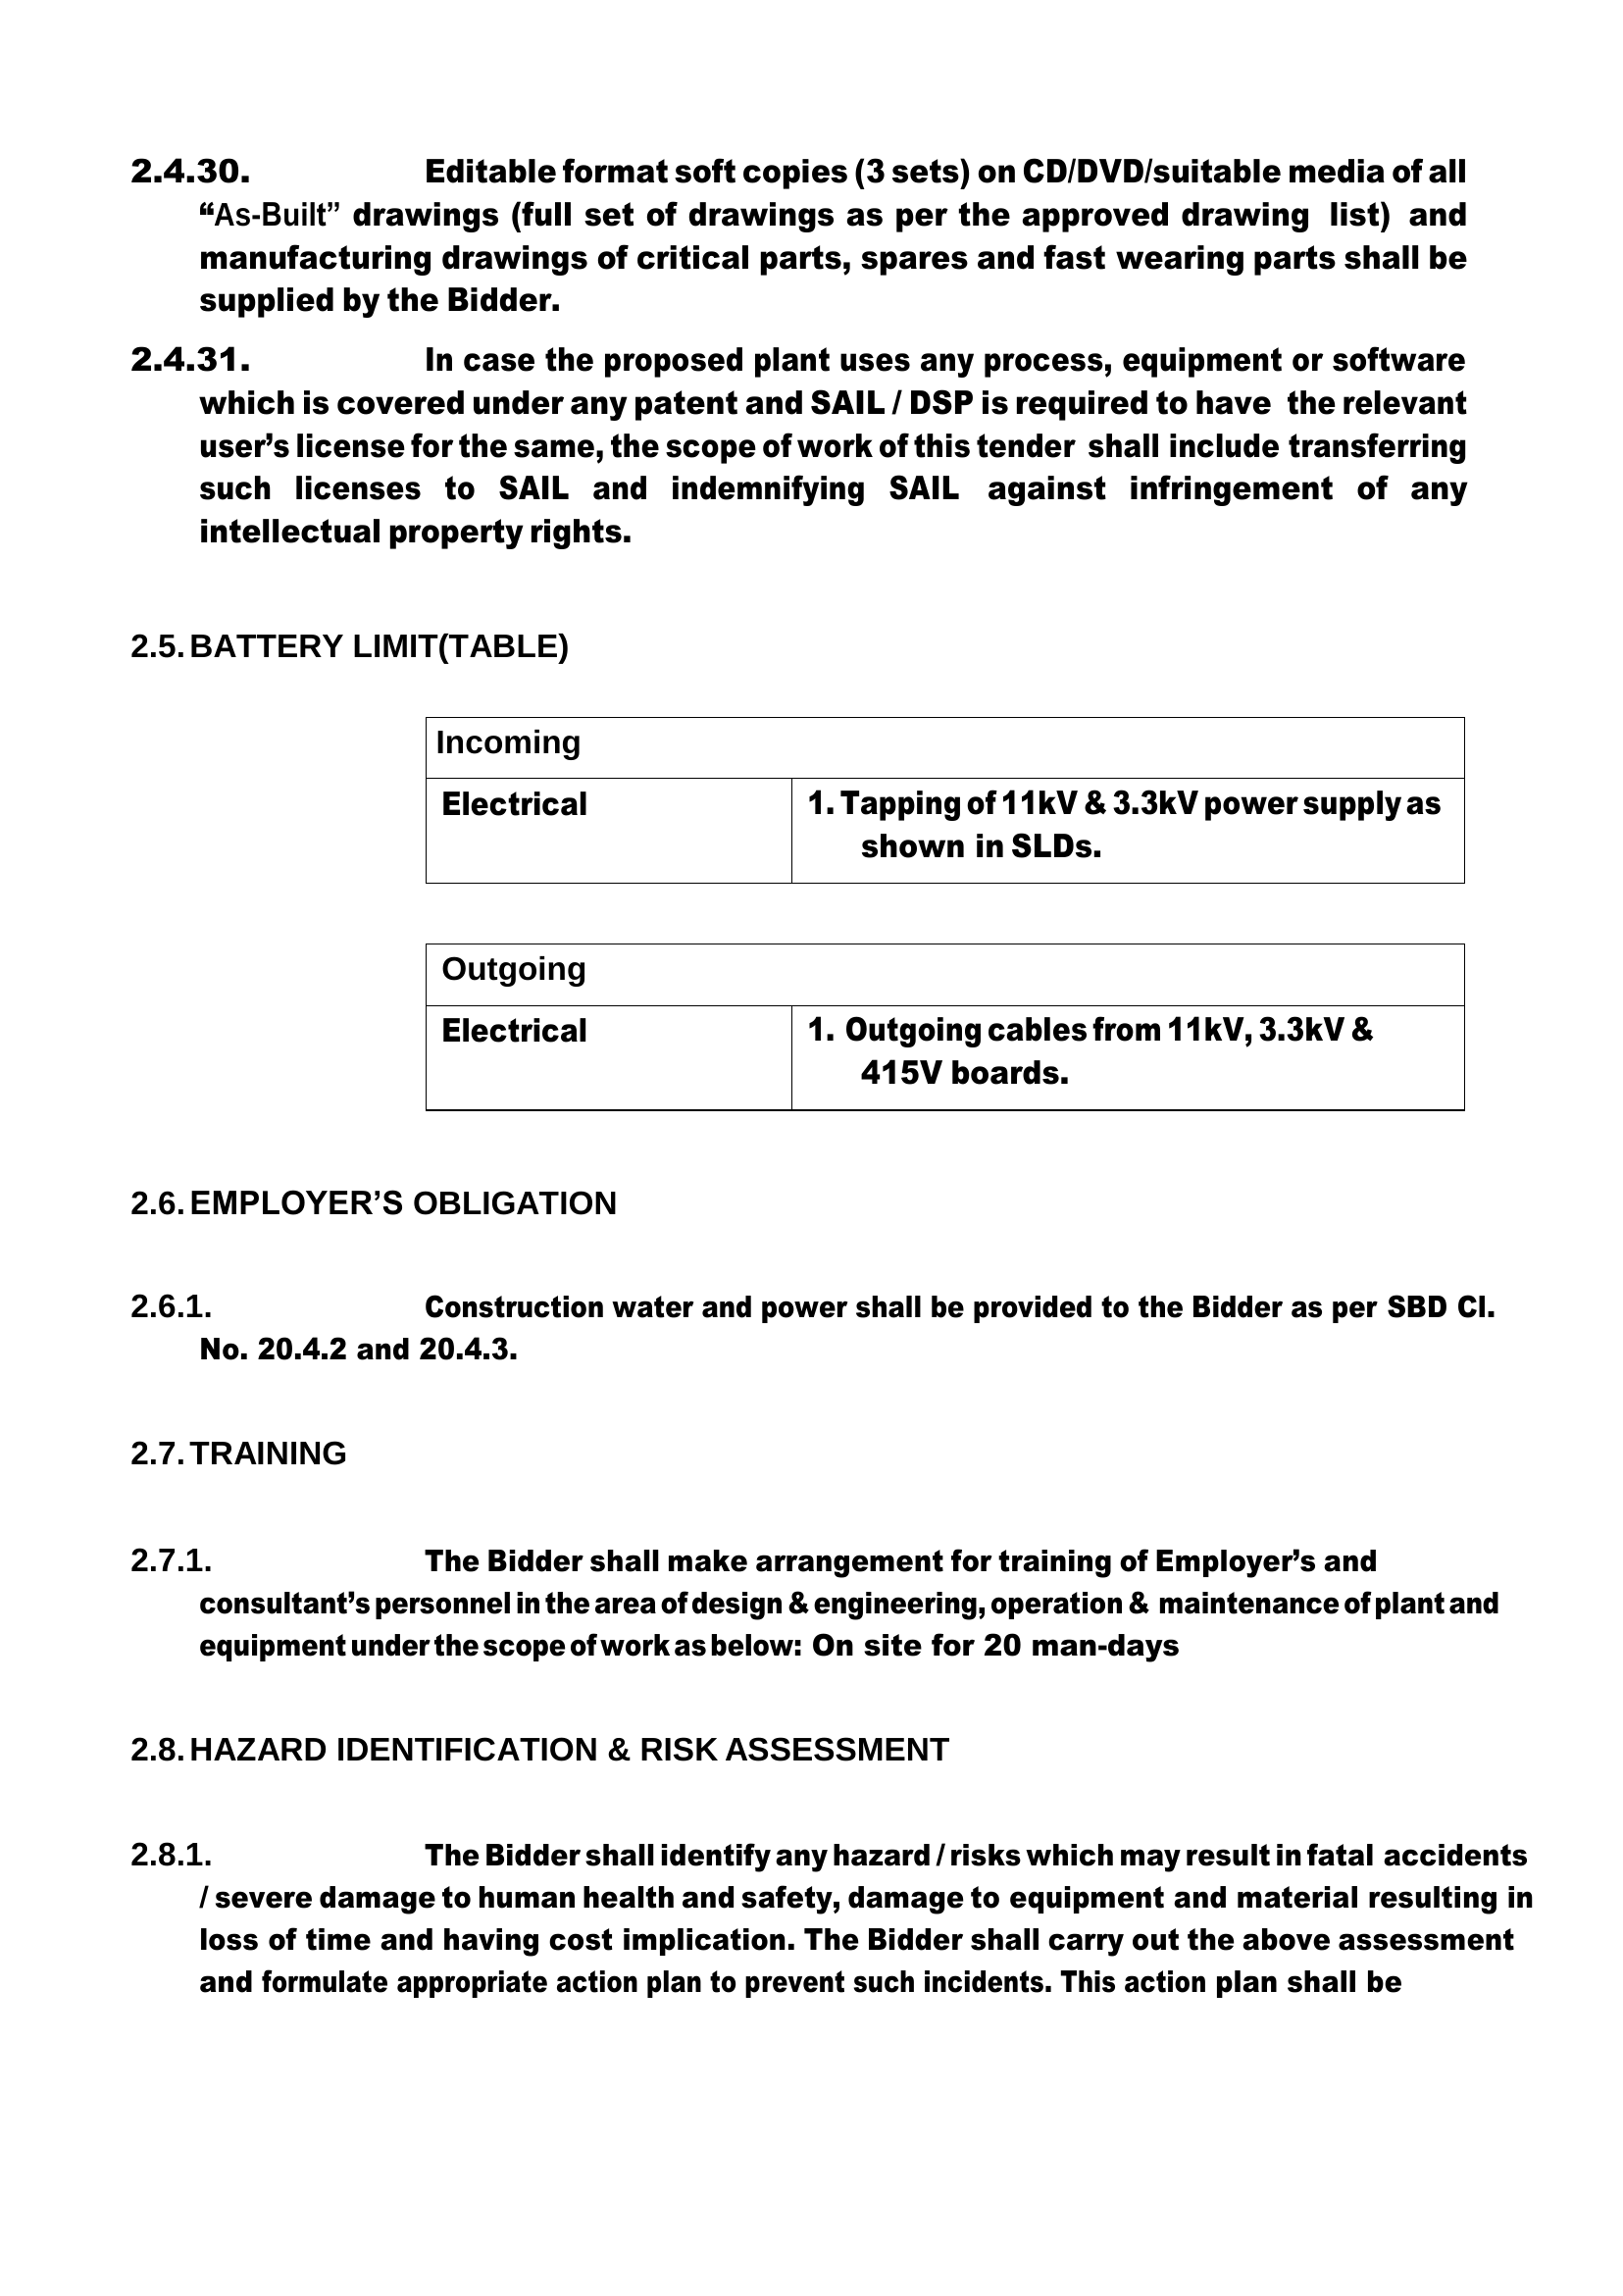 2.4.30. Editable format soft copies (3 sets) on CD/DVD/suitable media of all
“As-Built” drawings (full set of drawings as per the approved drawing list) and
manufacturing drawings of critical parts, spares and fast wearing parts shall be
supplied by the Bidder.
2.4.31. In case the proposed plant uses any process, equipment or software
which is covered under any patent and SAIL / DSP is required to have the relevant
user’s license for the same, the scope of work of this tender shall include transferring
such licenses to SAIL and indemnifying SAIL against infringement of any
intellectual property rights.
2.5. BATTERY LIMIT(TABLE)
Incoming
Electrical 1. Tapping of 11kV & 3.3kV power supply as
shown in SLDs.
Outgoing
Electrical 1. Outgoing cables from 11kV, 3.3kV &
415V boards.
2.6. EMPLOYER’S OBLIGATION
2.6.1. Construction water and power shall be provided to the Bidder as per SBD Cl.
No. 20.4.2 and 20.4.3.
2.7. TRAINING
2.7.1. The Bidder shall make arrangement for training of Employer’s and
consultant’s personnel in the area of design & engineering, operation & maintenance of plant and
equipment under the scope of work as below: On site for 20 man-days
2.8. HAZARD IDENTIFICATION & RISK ASSESSMENT
2.8.1. The Bidder shall identify any hazard / risks which may result in fatal accidents
/ severe damage to human health and safety, damage to equipment and material resulting in
loss of time and having cost implication. The Bidder shall carry out the above assessment
and formulate appropriate action plan to prevent such incidents. This action plan shall be